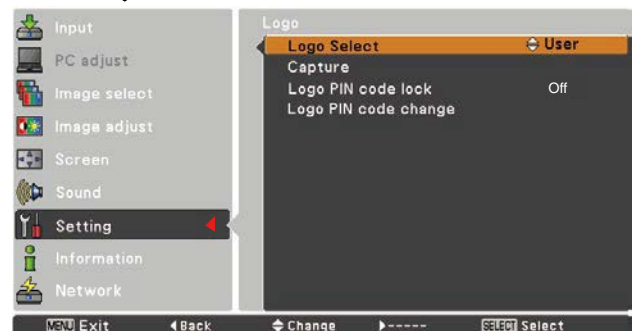 Input
PC adjust
Image select
Image adjust
Screen
Sound
Setting
Information
Network
Logo
Logo Select User
Capture
Logo PIN code lock Off
Logo PIN code change
MENU Exit Back Change ----- SELECT Select